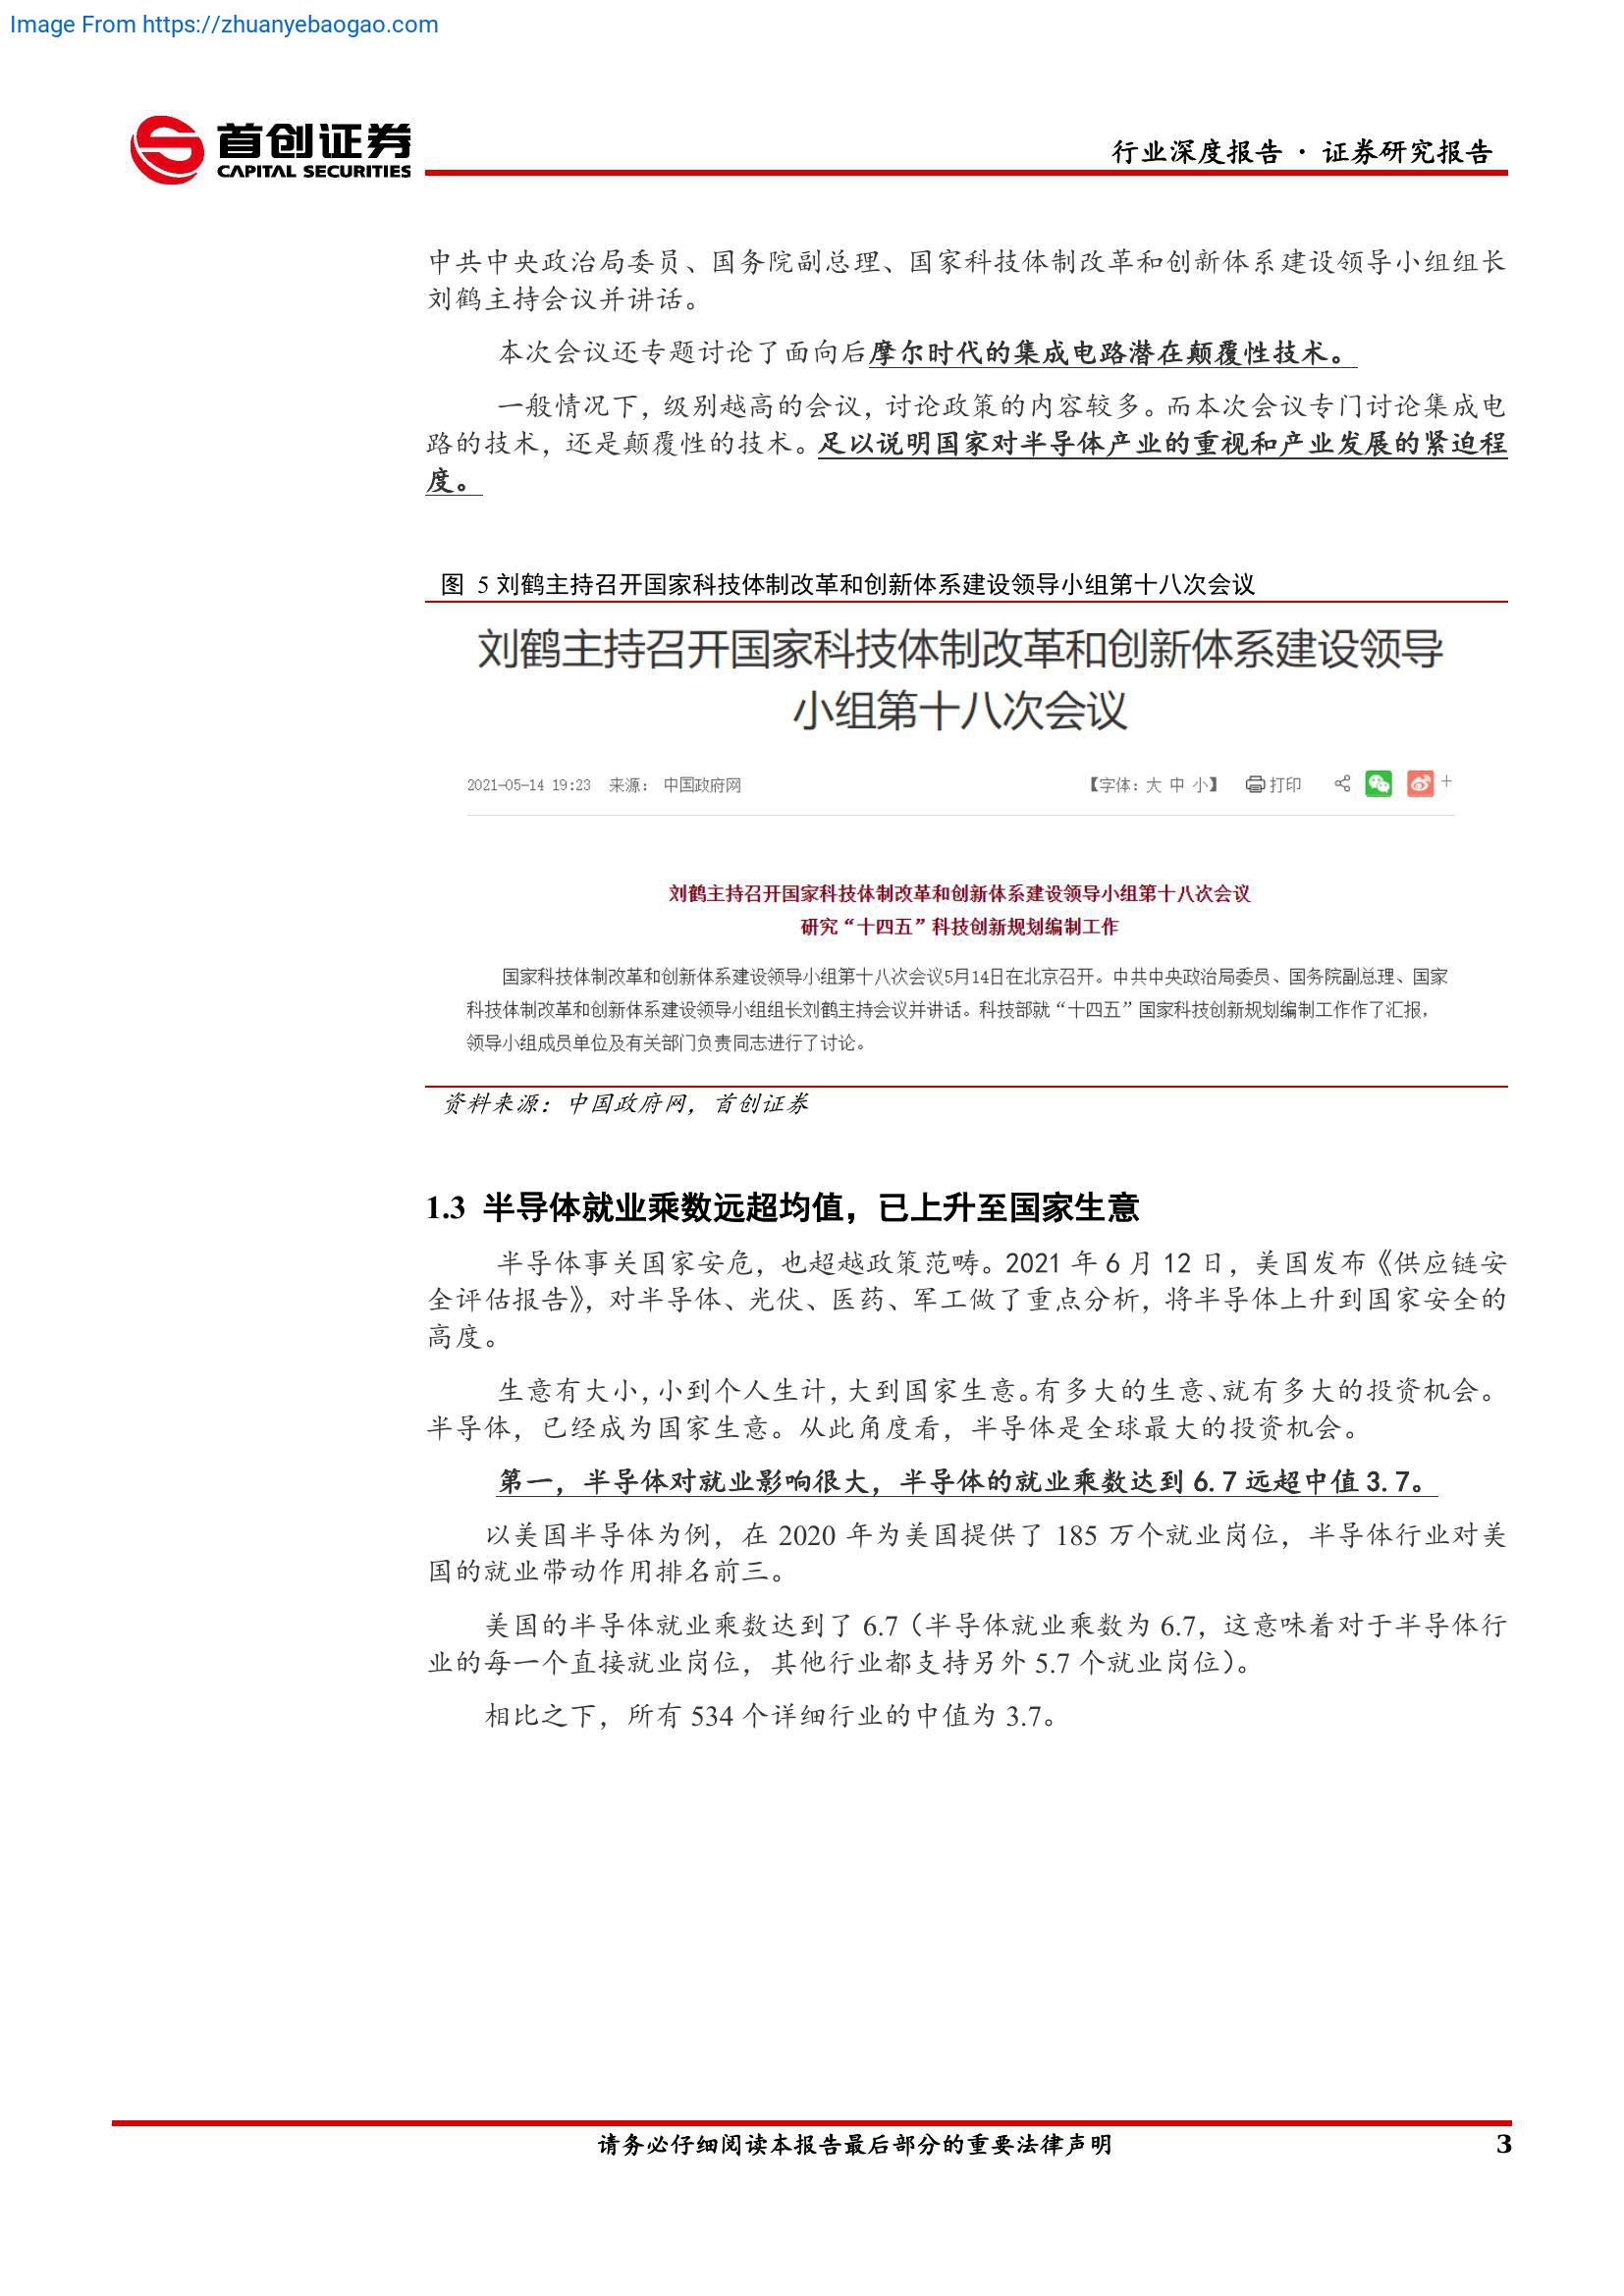 Image From https://zhuanyebaogao.com
首创证券
CAPITAL SECURITIES
行业深度报告 · 证券研究报告
中共中央政治局委员、国务院副总理、国家科技体制改革和创新体系建设领导小组组长
刘鹤主持会议并讲话。
本次会议还专题讨论了面向后摩尔时代的集成电路潜在颠覆性技术。
一般情况下，级别越高的会议，讨论政策的内容较多。而本次会议专门讨论集成电
路的技术，还是颠覆性的技术。足以说明国家对半导体产业的重视和产业发展的紧迫程
度。
图 5 刘鹤主持召开国家科技体制改革和创新体系建设领导小组第十八次会议
刘鹤主持召开国家科技体制改革和创新体系建设领导
小组第十八次会议
2021-05-14 19:23 来源： 中国政府网 【字体：大 中 小】 打印 +
刘鹤主持召开国家科技体制改革和创新体系建设领导小组第十八次会议
研究“十四五”科技创新规划编制工作
国家科技体制改革和创新体系建设领导小组第十八次会议5月14日在北京召开。中共中央政治局委员、国务院副总理、国家
科技体制改革和创新体系建设领导小组组长刘鹤主持会议并讲话。科技部就“十四五”国家科技创新规划编制工作作了汇报，
领导小组成员单位及有关部门负责同志进行了讨论。
资料来源：中国政府网，首创证券
1.3 半导体就业乘数远超均值，已上升至国家生意
半导体事关国家安危，也超越政策范畴。2021 年 6 月 12 日，美国发布《供应链安
全评估报告》，对半导体、光伏、医药、军工做了重点分析，将半导体上升到国家安全的
高度。
生意有大小，小到个人生计，大到国家生意。有多大的生意、就有多大的投资机会。
半导体，已经成为国家生意。从此角度看，半导体是全球最大的投资机会。
第一，半导体对就业影响很大，半导体的就业乘数达到 6.7 远超中值 3.7。
以美国半导体为例，在 2020 年为美国提供了 185 万个就业岗位，半导体行业对美
国的就业带动作用排名前三。
美国的半导体就业乘数达到了 6.7（半导体就业乘数为 6.7，这意味着对于半导体行
业的每一个直接就业岗位，其他行业都支持另外 5.7 个就业岗位）。
相比之下，所有 534 个详细行业的中值为 3.7。
请务必仔细阅读本报告最后部分的重要法律声明 3